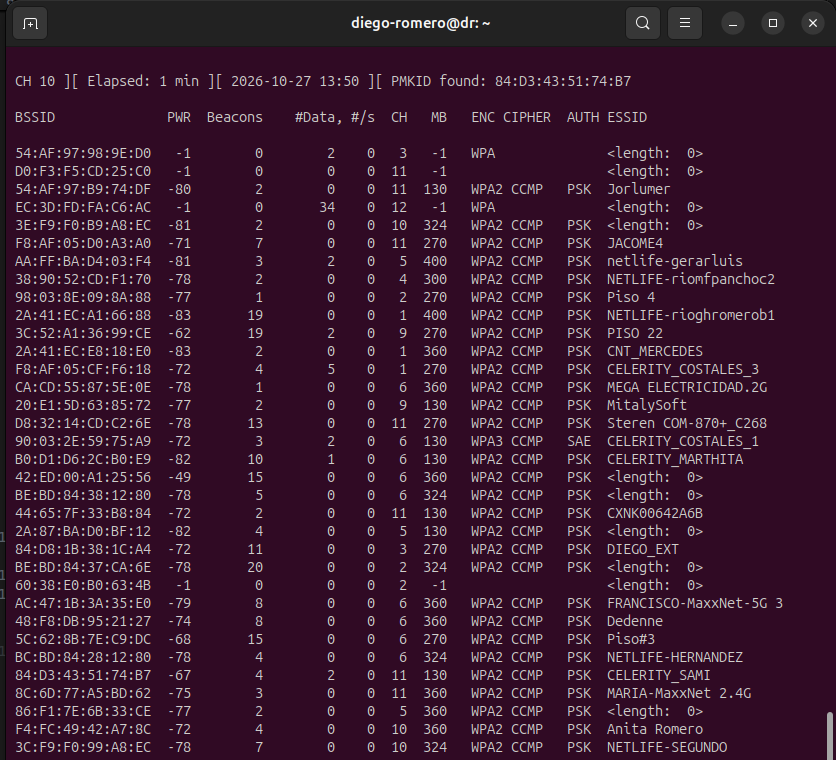 diego-romero@dr: ~
CH 10 ][ Elapsed: 1 min ][ 2026-10-27 13:50 ][ PMKID found: 84:D3:43:51:74:B7
BSSID PWR Beacons #Data, #/s CH MB ENC CIPHER AUTH ESSID
54:AF:97:98:9E:D0 -1 0 2 0 3 -1 WPA <length: 0>
D0:F3:F5:CD:25:C0 -1 0 0 0 11 -1 <length: 0>
54:AF:97:B9:74:DF -80 2 0 0 11 130 WPA2 CCMP PSK Jorlumer
EC:3D:FD:FA:C6:AC -1 0 34 0 12 -1 WPA <length: 0>
3E:F9:F0:B9:A8:EC -81 2 0 0 10 324 WPA2 CCMP PSK <length: 0>
F8:AF:05:D0:A3:A0 -71 7 0 0 11 270 WPA2 CCMP PSK JACOME4
AA:FF:BA:D4:03:F4 -81 3 2 0 5 400 WPA2 CCMP PSK netlife-gerarluis
38:90:52:CD:F1:70 -78 2 0 0 4 300 WPA2 CCMP PSK NETLIFE-riomfpanchoc2
98:03:8E:09:8A:88 -77 1 0 0 2 270 WPA2 CCMP PSK Piso 4
2A:41:EC:A1:66:88 -83 19 0 0 1 400 WPA2 CCMP PSK NETLIFE-rioghromerob1
3C:52:A1:36:99:CE -62 19 2 0 9 270 WPA2 CCMP PSK PISO 22
2A:41:EC:E8:18:E0 -83 2 0 0 1 360 WPA2 CCMP PSK CNT_MERCEDES
F8:AF:05:CF:F6:18 -72 4 5 0 1 270 WPA2 CCMP PSK CELERITY_COSTALES_3
CA:CD:55:87:5E:0E -78 1 0 0 6 360 WPA2 CCMP PSK MEGA ELECTRICIDAD.2G
20:E1:5D:63:85:72 -77 2 0 0 9 130 WPA2 CCMP PSK MitalySoft
D8:32:14:CD:C2:6E -78 13 0 0 11 270 WPA2 CCMP PSK Steren COM-870+_C268
90:03:2E:59:75:A9 -72 3 2 0 6 130 WPA3 CCMP SAE CELERITY_COSTALES_1
B0:D1:D6:2C:B0:E9 -82 10 1 0 6 130 WPA2 CCMP PSK CELERITY_MARTHITA
42:ED:00:A1:25:56 -49 15 0 0 6 360 WPA2 CCMP PSK <length: 0>
BE:BD:84:38:12:80 -78 5 0 0 6 324 WPA2 CCMP PSK <length: 0>
44:65:7F:33:B8:84 -72 2 0 0 11 130 WPA2 CCMP PSK CXNK00642A6B
2A:87:BA:D0:BF:12 -82 4 0 0 5 130 WPA2 CCMP PSK <length: 0>
84:D8:1B:38:1C:A4 -72 11 0 0 3 270 WPA2 CCMP PSK DIEGO_EXT
BE:BD:84:37:CA:6E -78 20 0 0 2 324 WPA2 CCMP PSK <length: 0>
60:38:E0:B0:63:4B -1 0 0 0 2 -1 <length: 0>
AC:47:1B:3A:35:E0 -79 8 0 0 6 360 WPA2 CCMP PSK FRANCISCO-MaxxNet-5G 3
48:F8:DB:95:21:27 -74 8 0 0 6 360 WPA2 CCMP PSK Dedenne
5C:62:8B:7E:C9:DC -68 15 0 0 6 270 WPA2 CCMP PSK Piso#3
BC:BD:84:28:12:80 -78 4 0 0 6 324 WPA2 CCMP PSK NETLIFE-HERNANDEZ
84:D3:43:51:74:B7 -67 4 2 0 11 130 WPA2 CCMP PSK CELERITY_SAMI
8C:6D:77:A5:BD:62 -75 3 0 0 11 360 WPA2 CCMP PSK MARIA-MaxxNet 2.4G
86:F1:7E:6B:33:CE -77 2 0 0 5 360 WPA2 CCMP PSK <length: 0>
F4:FC:49:42:A7:8C -72 4 0 0 10 360 WPA2 CCMP PSK Anita Romero
3C:F9:F0:99:A8:EC -78 7 0 0 10 324 WPA2 CCMP PSK NETLIFE-SEGUNDO